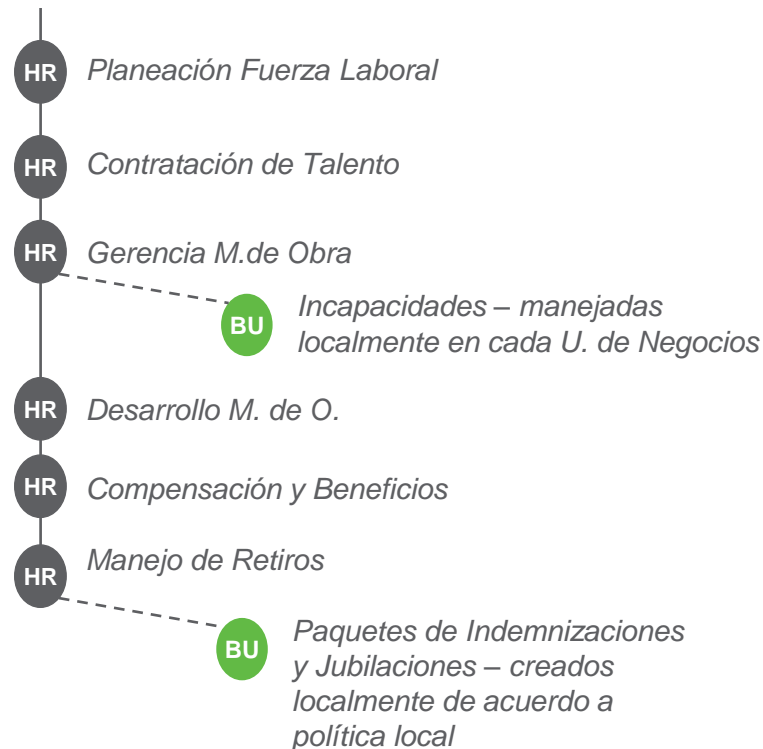 HR Planeación Fuerza Laboral
HR Contratación de Talento
HR Gerencia M.de Obra
BU Incapacidades – manejadas
localmente en cada U. de Negocios
HR Desarrollo M. de O.
HR Compensación y Beneficios
HR Manejo de Retiros
BU Paquetes de Indemnizaciones
y Jubilaciones – creados
localmente de acuerdo a
política local